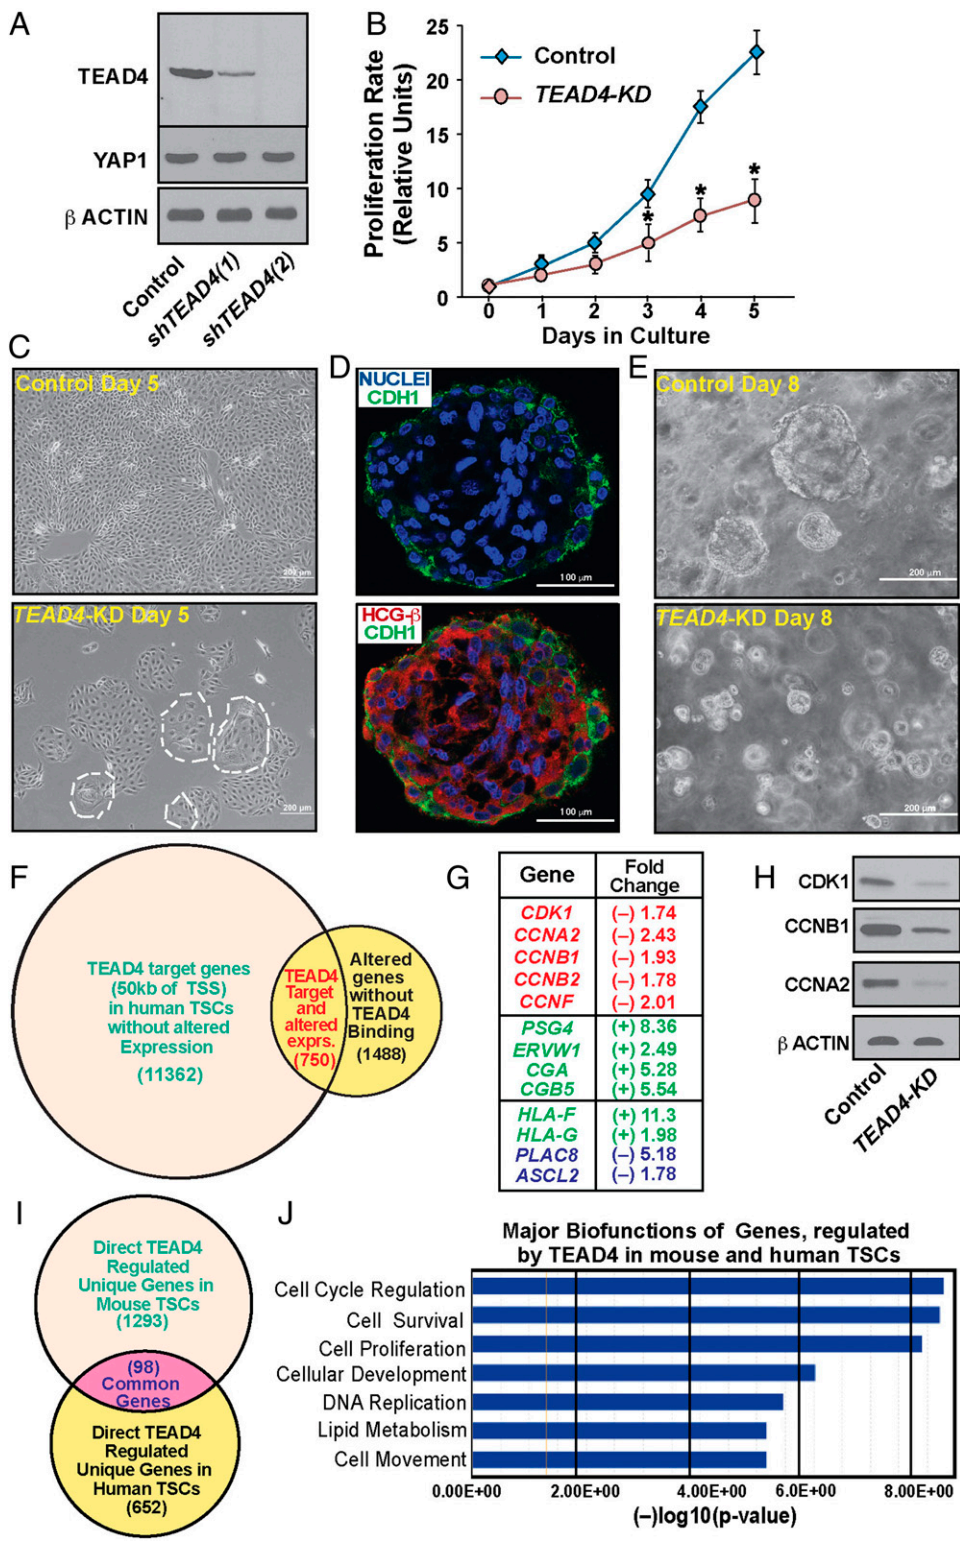 A
TEAD4
YAP1
β ACTIN
Control
shTEAD4(1)
shTEAD4(2)
B
Proliferation Rate
(Relative Units)
25
20
15
10
5
0
Control
TEAD4-KD
*
*
*
0 1 2 3 4 5
Days in Culture
C
Control Day 5
200 µm
TEAD4-KD Day 5
200 µm
D
NUCLEI
CDH1
100 µm
HCG-β
CDH1
100 µm
E
Control Day 8
200 µm
TEAD4-KD Day 8
200 µm
F
TEAD4 target genes
(50kb of TSS)
in human TSCs
without altered
Expression
(11362)
TEAD4
Target
and
altered
exprs.
(750)
Altered
genes
without
TEAD4
Binding
(1488)
G
Gene Fold Change
CDK1 (–) 1.74
CCNA2 (–) 2.43
CCNB1 (–) 1.93
CCNB2 (–) 1.78
CCNF (–) 2.01
PSG4 (+) 8.36
ERVW1 (+) 2.49
CGA (+) 5.28
CGB5 (+) 5.54
HLA-F (+) 11.3
HLA-G (+) 1.98
PLAC8 (–) 5.18
ASCL2 (–) 1.78
H
CDK1
CCNB1
CCNA2
β ACTIN
Control
TEAD4-KD
I
Direct TEAD4
Regulated
Unique Genes in
Mouse TSCs
(1293)
(98)
Common
Genes
Direct TEAD4
Regulated
Unique Genes in
Human TSCs
(652)
J
Major Biofunctions of Genes, regulated
by TEAD4 in mouse and human TSCs
Cell Cycle Regulation
Cell Survival
Cell Proliferation
Cellular Development
DNA Replication
Lipid Metabolism
Cell Movement
0.00E+00 2.00E+00 4.00E+00 6.00E+00 8.00E+00
(–)log10(p-value)